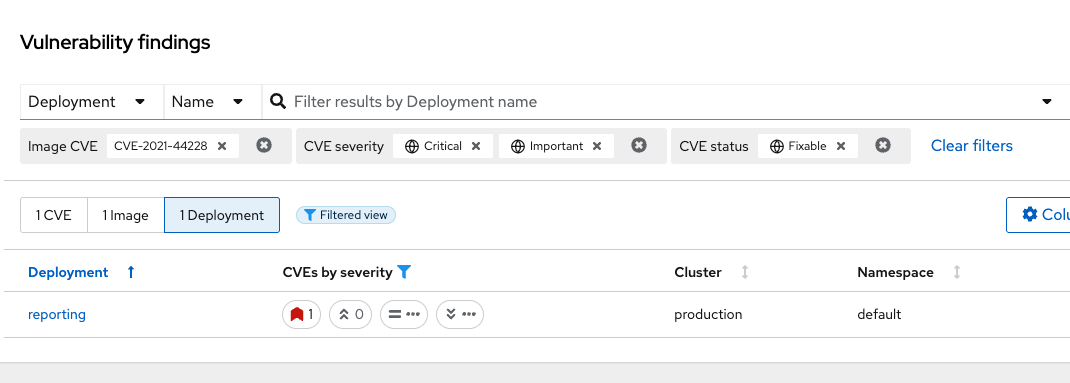 Vulnerability findings
Deployment Name Filter results by Deployment name
Image CVE CVE-2021-44228 CVE severity Critical Important CVE status Fixable Clear filters
1 CVE 1 Image 1 Deployment Filtered view Colu
Deployment CVEs by severity Cluster Namespace
reporting 1 0 ••• ••• production default